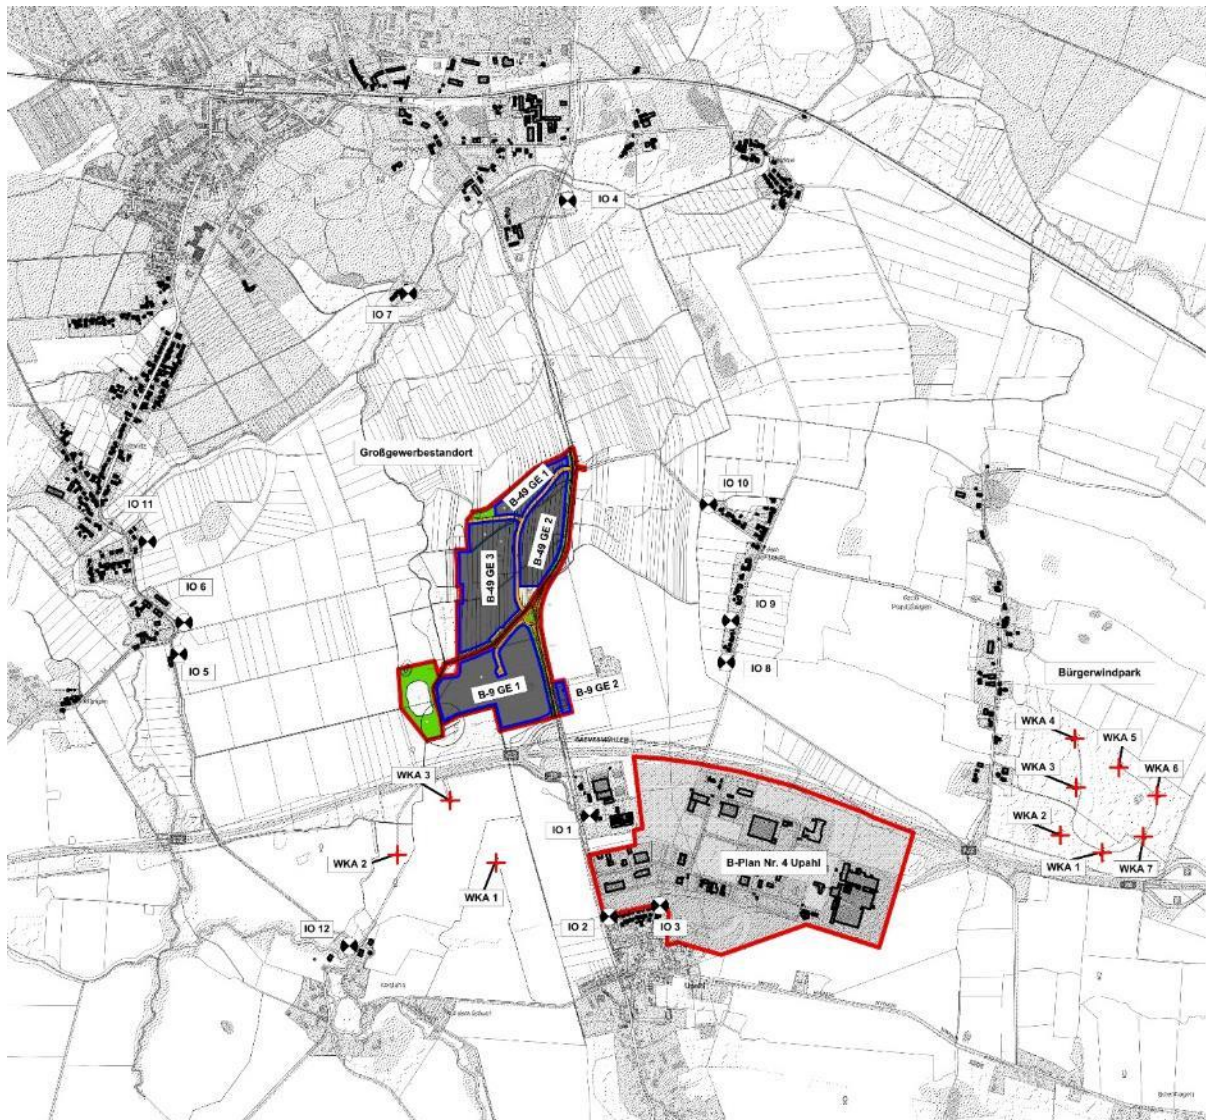 IO 4
IO 7
Großgewerbestandort
B-49 GE 1
IO 10
IO 11
B-49 GE 2
B-49 GE 3
IO 6
IO 9
IO 5
IO 8
Bürgerwindpark
B-9 GE 1
B-9 GE 2
WKA 4
WKA 5
WKA 3
WKA 3
WKA 6
IO 1
WKA 2
WKA 2
B-Plan Nr. 4 Upahl
WKA 1
WKA 7
WKA 1
IO 2
IO 3
IO 12
Upahl